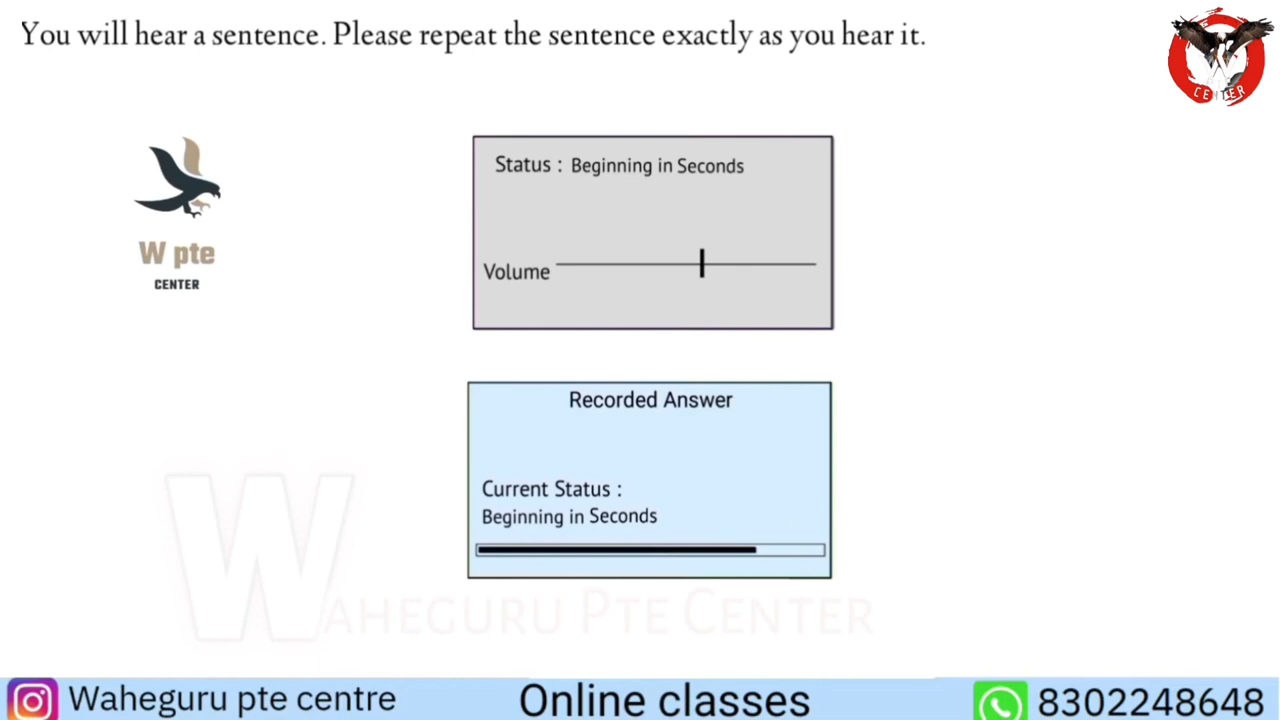 You will hear a sentence. Please repeat the sentence exactly as you hear it.
CENTER
Status : Beginning in Seconds
W pte
CENTER
Volume
Recorded Answer
Current Status :
Beginning in Seconds
WAHEGURU PTE CENTER
Waheguru pte centre
Online classes
8302248648